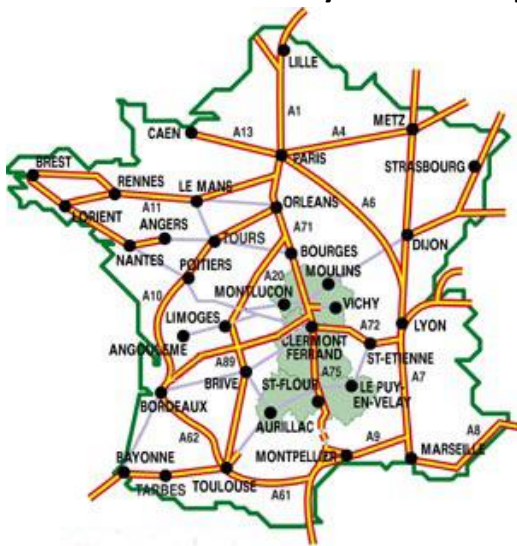 LILLE
A1
METZ
CAEN
A13
A4
PARIS
STRASBOURG
BREST
RENNES
LE MANS
ORLEANS
A6
LORIENT
A11
ANGERS
A71
TOURS
BOURGES
DIJON
NANTES
POITIERS
A20
MOULINS
A10
MONTLUCON
VICHY
LIMOGES
A72
LYON
ANGOULEME
CLERMONT
FERRAND
ST-ETIENNE
A89
BRIVE
ST-FLOUR
A75
A7
LE PUY-
EN-VELAY
BORDEAUX
AURILLAC
A62
A9
A8
BAYONNE
MONTPELLIER
MARSEILLE
TARBES
TOULOUSE
A61